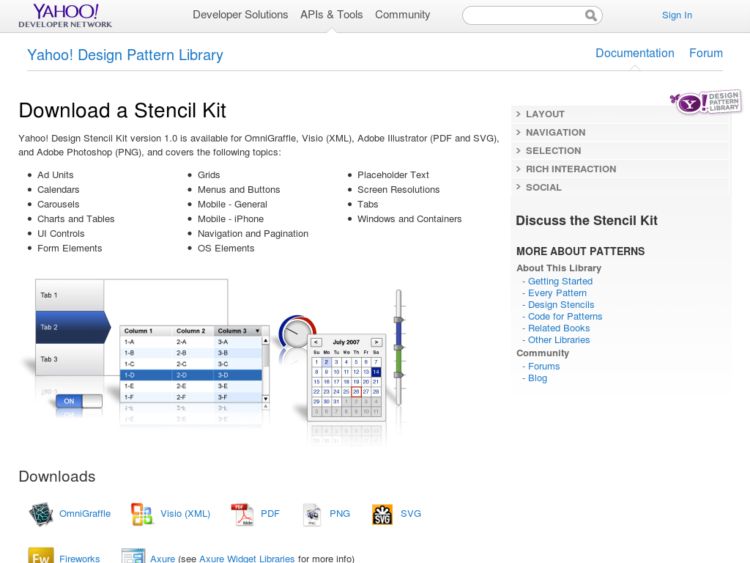 YAHOO!
DEVELOPER NETWORK
Developer Solutions APIs & Tools Community
Sign In
Yahoo! Design Pattern Library
Documentation Forum
Download a Stencil Kit
Yahoo! Design Stencil Kit version 1.0 is available for OmniGraffle, Visio (XML), Adobe Illustrator (PDF and SVG),
and Adobe Photoshop (PNG), and covers the following topics:
Ad Units
Calendars
Carousels
Charts and Tables
UI Controls
Form Elements
Grids
Menus and Buttons
Mobile - General
Mobile - iPhone
Navigation and Pagination
OS Elements
Placeholder Text
Screen Resolutions
Tabs
Windows and Containers
Tab 1
Tab 2
Tab 3
ON
Column 1 Column 2 Column 3
1-A 2-A 3-A
1-B 2-B 3-B
1-C 2-C 3-C
1-D 2-D 3-D
1-E 2-E 3-E
1-F 2-F 3-F
July 2007
Su M Tu W Th F Sa
1 2 3 4 5 6 7
8 9 10 11 12 13 14
15 16 17 18 19 20 21
22 23 24 25 26 27 28
29 30 31 1 2 3 4
5 6 7 8 9 10 11
Downloads
OmniGraffle
Visio (XML)
PDF
PNG
SVG
Fireworks
Axure (see Axure Widget Libraries for more info)
Y! DESIGN
PATTERN
LIBRARY
LAYOUT
NAVIGATION
SELECTION
RICH INTERACTION
SOCIAL
Discuss the Stencil Kit
MORE ABOUT PATTERNS
About This Library
- Getting Started
- Every Pattern
- Design Stencils
- Code for Patterns
- Related Books
- Other Libraries
Community
- Forums
- Blog